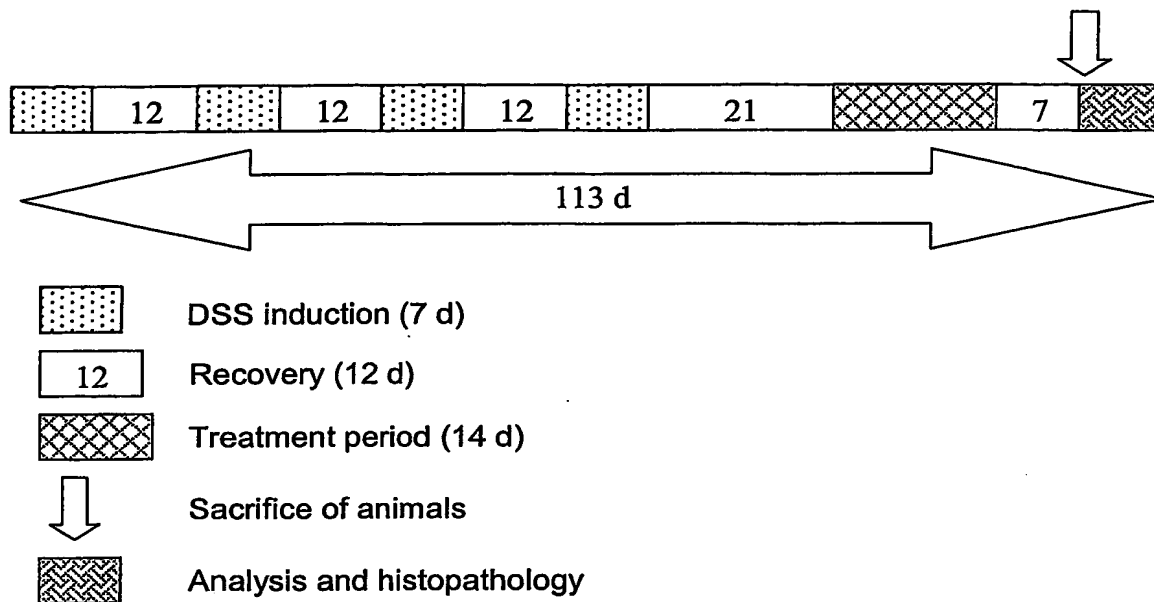 12 12 12 21 7
113 d
DSS induction (7 d)
12 Recovery (12 d)
Treatment period (14 d)
Sacrifice of animals
Analysis and histopathology